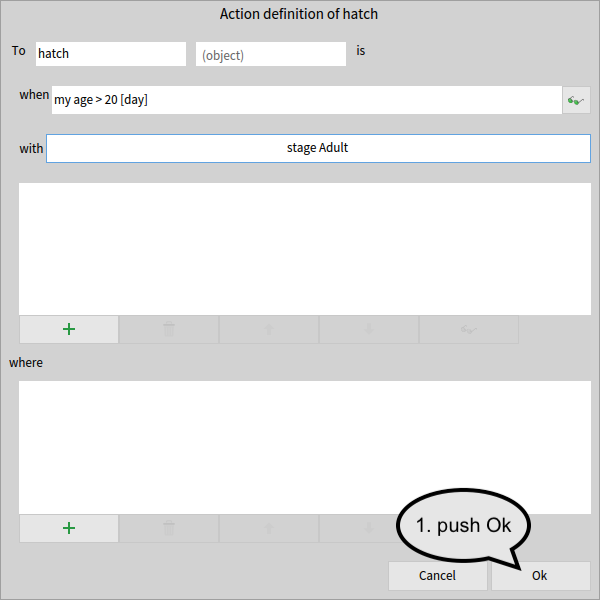 Action definition of hatch
To hatch (object) is
when my age > 20 [day]
with stage Adult
where
1. push Ok
Cancel Ok